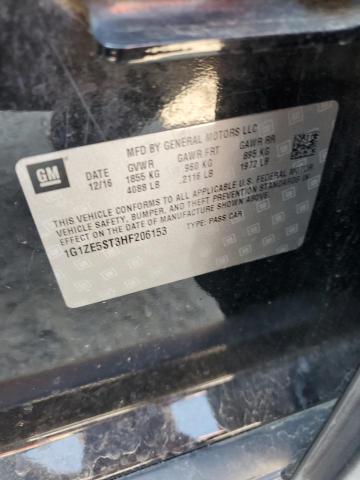 MFD BY GENERAL MOTORS LLC
GM
DATE GVWR GAWR FRT GAWR RR
12/16 1855 KG 960 KG 895 KG
4088 LB 2116 LB 1972 LB
THIS VEHICLE CONFORMS TO ALL APPLICABLE U.S. FEDERAL MOTOR
VEHICLE SAFETY, BUMPER, AND THEFT PREVENTION STANDARDS IN
EFFECT ON THE DATE OF MANUFACTURE SHOWN ABOVE.
1G1ZE5ST3HF206153 TYPE: PASS CAR